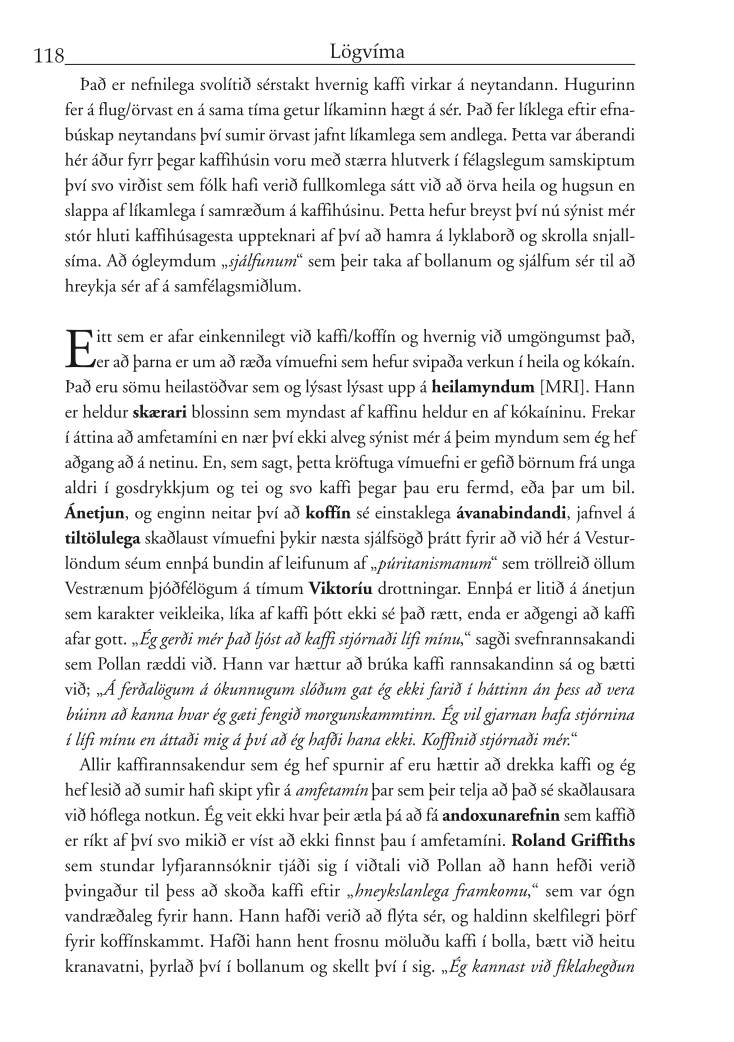 118
Lögvíma
Það er nefnilega svolítið sérstakt hvernig kaffi virkar á neytandann. Hugurinn
fer á flug/örvast en á sama tíma getur líkaminn hægt á sér. Það fer líklega eftir efna-
búskap neytandans því sumir örvast jafnt líkamlega sem andlega. Þetta var áberandi
hér áður fyrr þegar kaffihúsin voru með stærra hlutverk í félagslegum samskiptum
því svo virðist sem fólk hafi verið fullkomlega sátt við að örva heila og hugsun en
slappa af líkamlega í samræðum á kaffihúsinu. Þetta hefur breyst því nú sýnist mér
stór hluti kaffihúsagesta uppteknari af því að hamra á lyklaborð og skrolla snjall-
síma. Að ógleymdum „sjálfunum“ sem þeir taka af bollanum og sjálfum sér til að
hreykja sér af á samfélagsmiðlum.
Eitt sem er afar einkennilegt við kaffi/koffín og hvernig við umgöngumst það,
er að þarna er um að ræða vímuefni sem hefur svipaða verkun í heila og kókaín.
Það eru sömu heilastöðvar sem og lýsast lýsast upp á heilamyndum [MRI]. Hann
er heldur skærari blossinn sem myndast af kaffinu heldur en af kókaíninu. Frekar
í áttina að amfetamíni en nær því ekki alveg sýnist mér á þeim myndum sem ég hef
aðgang að á netinu. En, sem sagt, þetta kröftuga vímuefni er gefið börnum frá unga
aldri í gosdrykkjum og tei og svo kaffi þegar þau eru fermd, eða þar um bil.
Ánetjun, og enginn neitar því að koffín sé einstaklega ávanabindandi, jafnvel á
tiltölulega skaðlaust vímuefni þykir næsta sjálfsögð þrátt fyrir að við hér á Vestur-
löndum séum ennþá bundin af leifunum af „púritanismanum“ sem tröllreið öllum
Vestrænum þjóðfélögum á tímum Viktoríu drottningar. Ennþá er litið á ánetjun
sem karakter veikleika, líka af kaffi þótt ekki sé það rætt, enda er aðgengi að kaffi
afar gott. „Ég gerði mér það ljóst að kaffi stjórnaði lífi mínu,“ sagði svefnrannsakandi
sem Pollan ræddi við. Hann var hættur að brúka kaffi rannsakandinn sá og bætti
við; „Á ferðalögum á ókunnugum slóðum gat ég ekki farið í háttinn án þess að vera
búinn að kanna hvar ég gæti fengið morgunskammtinn. Ég vil gjarnan hafa stjórnina
í lífi mínu en áttaði mig á því að ég hafði hana ekki. Koffínið stjórnaði mér.“
Allir kaffirannsakendur sem ég hef spurnir af eru hættir að drekka kaffi og ég
hef lesið að sumir hafi skipt yfir á amfetamín þar sem þeir telja að það sé skaðlausara
við hóflega notkun. Ég veit ekki hvar þeir ætla þá að fá andoxunarefnin sem kaffið
er ríkt af því svo mikið er víst að ekki finnst þau í amfetamíni. Roland Griffiths
sem stundar lyfjarannsóknir tjáði sig í viðtali við Pollan að hann hefði verið
þvingaður til þess að skoða kaffi eftir „hneykslanlega framkomu,“ sem var ógn
vandræðaleg fyrir hann. Hann hafði verið að flýta sér, og haldinn skelfilegri þörf
fyrir koffínskammt. Hafði hann hent frosnu möluðu kaffi í bolla, bætt við heitu
kranavatni, þyrlað því í bollanum og skellt því í sig. „Ég kannast við fíklahegðun